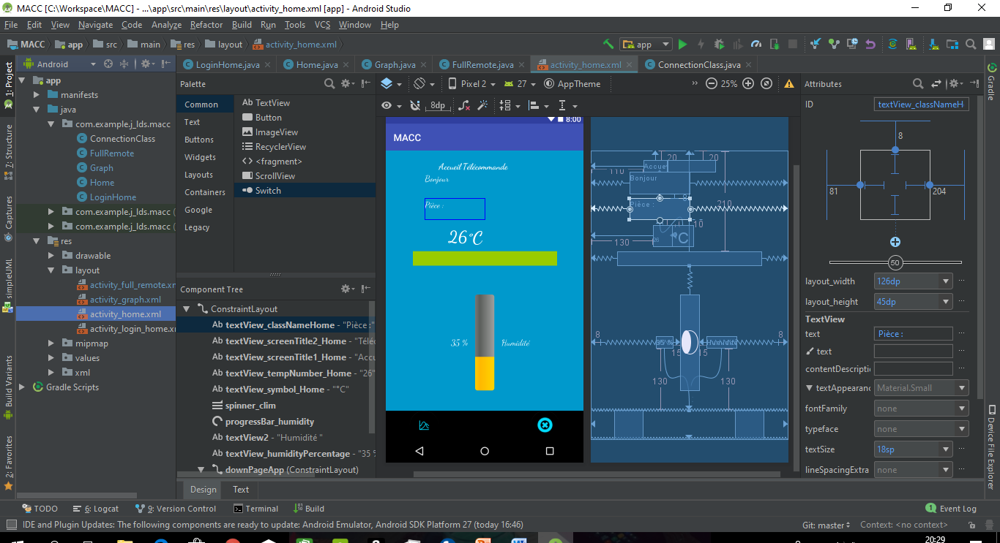 MACC [C:\Workspace\MACC] - ...\app\src\main\res\layout\activity_home.xml [app] - Android Studio
File Edit View Navigate Code Analyze Refactor Build Run Tools VCS Window Help
MACC app src main res layout activity_home.xml app
Android LoginHome.java Home.java Graph.java FullRemote.java activity_home.xml ConnectionClass.java
1: Project
7: Structure
Captures
simpleUML
Build Variants
2: Favorites
app
manifests
java
com.example.j_lds.macc
ConnectionClass
FullRemote
Graph
Home
LoginHome
com.example.j_lds.macc (
com.example.j_lds.macc (
res
drawable
layout
activity_full_remote.xr
activity_graph.xml
activity_home.xml
activity_login_home.x
mipmap
values
xml
Gradle Scripts
Palette
Common
Text
Buttons
Widgets
Layouts
Containers
Google
Legacy
Ab TextView
Button
ImageView
RecyclerView
<> <fragment>
ScrollView
Switch
Component Tree
ConstraintLayout
Ab textView_classNameHome - "Pièce :"
Ab textView_screenTitle2_Home - "Télé
Ab textView_screenTitle1_Home - "Accu
Ab textView_tempNumber_Home - "26"
Ab textView_symbol_Home - "°C"
spinner_clim
progressBar_humidity
Ab textView2 - "Humidité "
Ab textView_humidityPercentage - "35 %
downPageApp (ConstraintLayout)
Pixel 2 27 AppTheme » 25%
8dp
8:00
MACC
Accueil Télécommande
Bonjour
Pièce :
26°C
35 % Humidité
20 20
110
Accuei
Bonjour
Pièce :
8
210
10
130
26 °C
8 35 % Humidité 8
15 15
130 130
Design Text
Attributes
ID textView_classNameH
8
81 204
50
layout_width 126dp
layout_height 45dp
TextView
text Pièce :
text
contentDescripti
textAppearanc Material.Small
fontFamily none
typeface none
textSize 18sp
lineSpacingExtra none
Gradle
Device File Explorer
TODO 6: Logcat 9: Version Control Terminal Build 1 Event Log
IDE and Plugin Updates: The following components are ready to update: Android Emulator, Android SDK Platform 27 (today 16:46) Git: master Context: <no context>
20:29